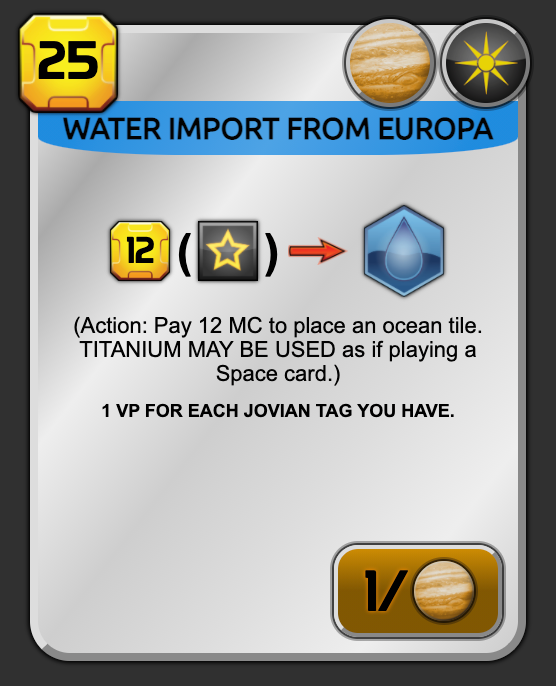 25
WATER IMPORT FROM EUROPA
12 ( )
(Action: Pay 12 MC to place an ocean tile.
TITANIUM MAY BE USED as if playing a
Space card.)
1 VP FOR EACH JOVIAN TAG YOU HAVE.
1/